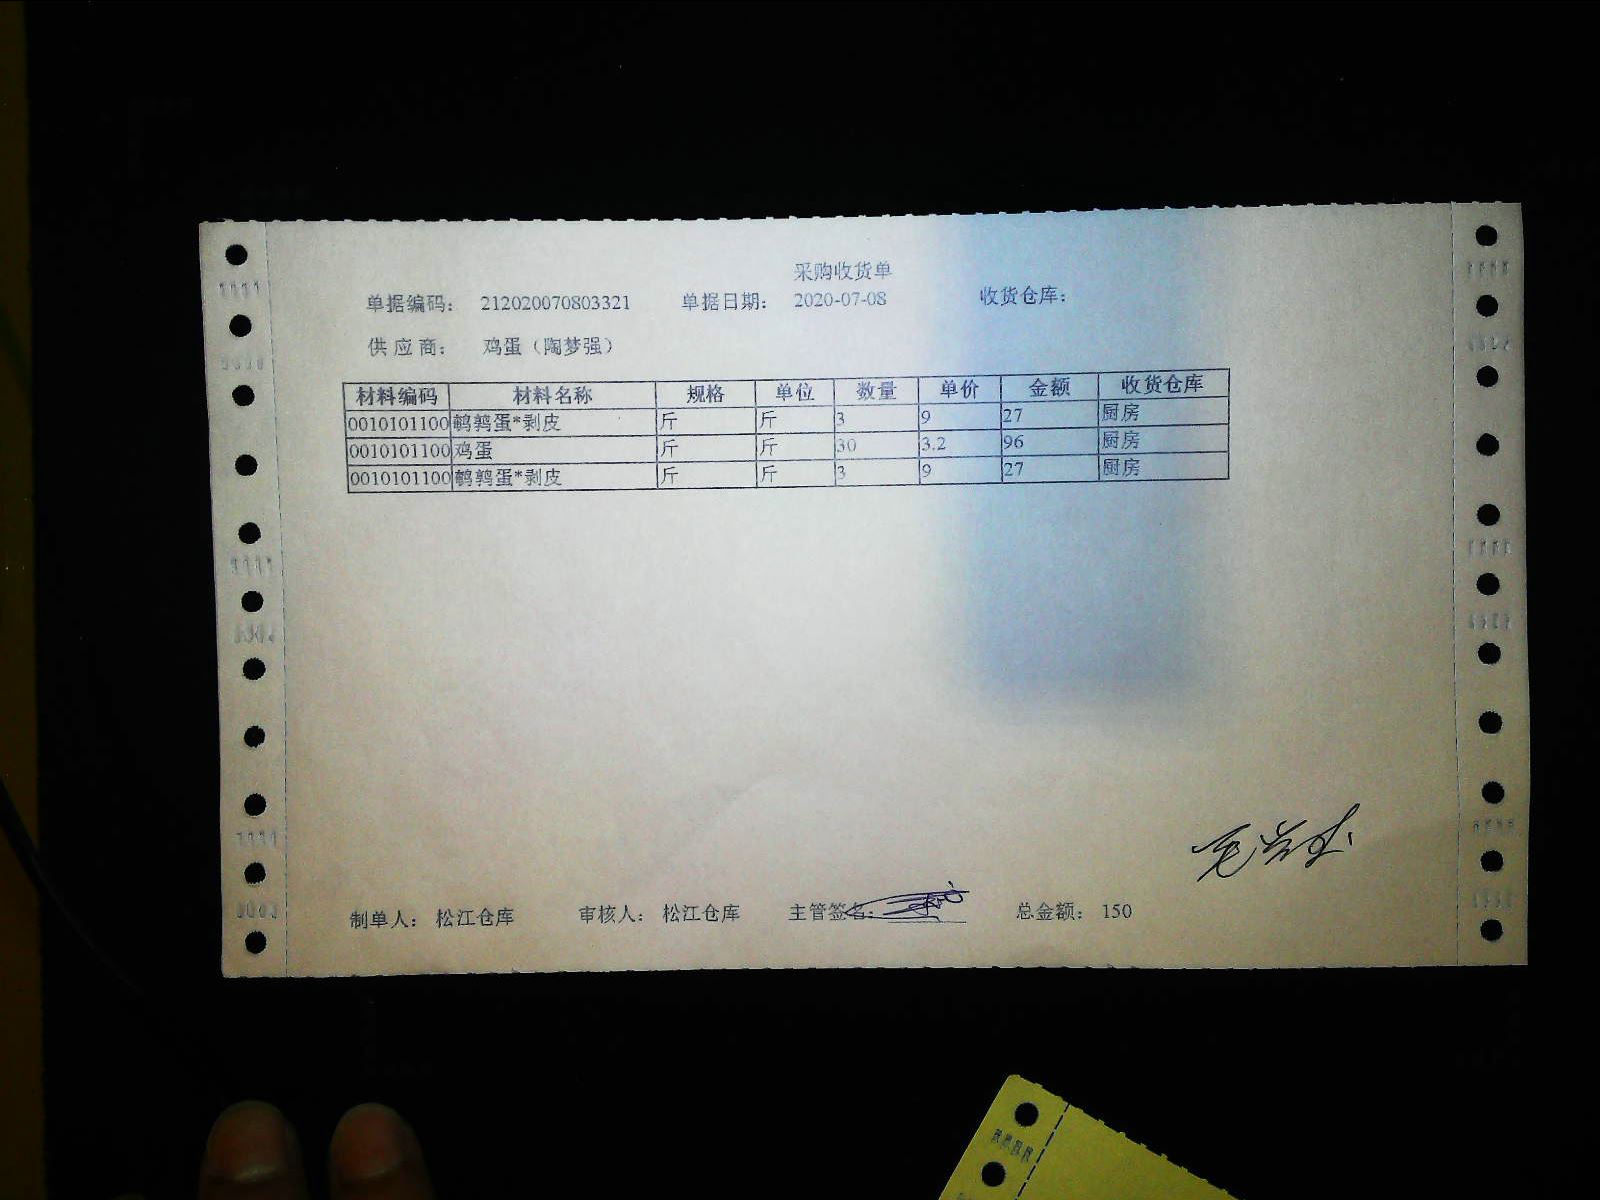 采购收货单
单据编码： 212020070803321 单据日期： 2020-07-08 收货仓库：
供 应 商： 鸡蛋（陶梦强）
材料编码 材料名称 规格 单位 数量 单价 金额 收货仓库
0010101100 鹌鹑蛋*剥皮 斤 斤 3 9 27 厨房
0010101100 鸡蛋 斤 斤 30 3.2 96 厨房
0010101100 鹌鹑蛋*剥皮 斤 斤 3 9 27 厨房
制单人： 松江仓库 审核人： 松江仓库 主管签名： 总金额： 150